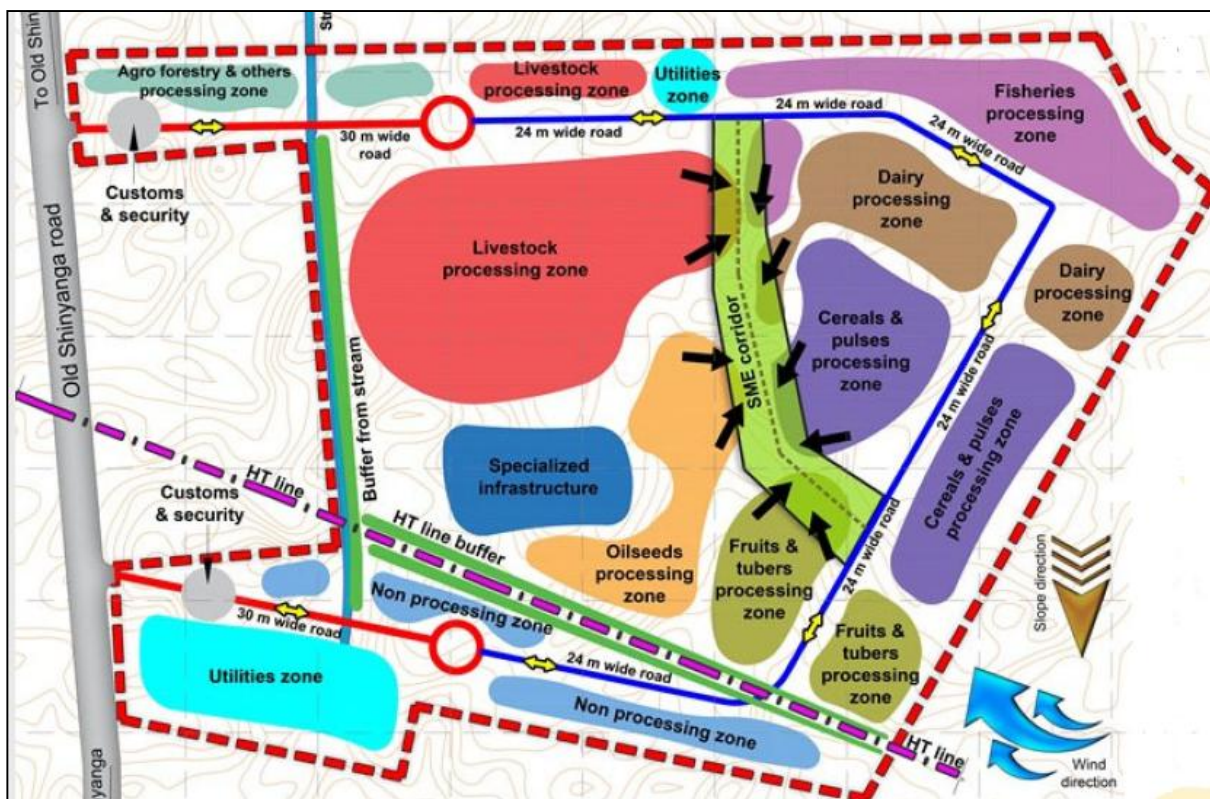 To Old Shin
Str
Agro forestry & others
processing zone
Livestock
processing zone
Utilities
zone
Fisheries
processing
zone
24 m wide road
30 m wide
road
24 m wide road
24 m wide road
Customs
& security
Dairy
processing
zone
Livestock
processing zone
Dairy
processing
zone
Old Shinyanga road
Buffer from stream
SME corridor
Cereals &
pulses
processing
zone
24 m wide road
24 m wide road
Cereals & pulses
processing zone
HT line
Customs
& security
Specialized
infrastructure
HT line buffer
Oilseeds
processing
zone
Fruits &
tubers
processing
zone
24 m wide road
Slope direction
Non processing zone
30 m wide road
24 m wide road
Fruits &
tubers
processing
zone
Utilities zone
Non processing zone
HT line
Wind
direction
yanga